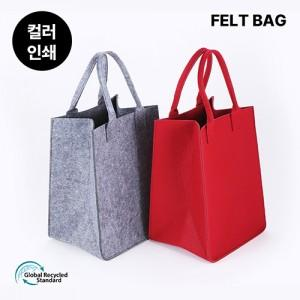 컬러
인쇄
FELT BAG
Global Recycled
Standard